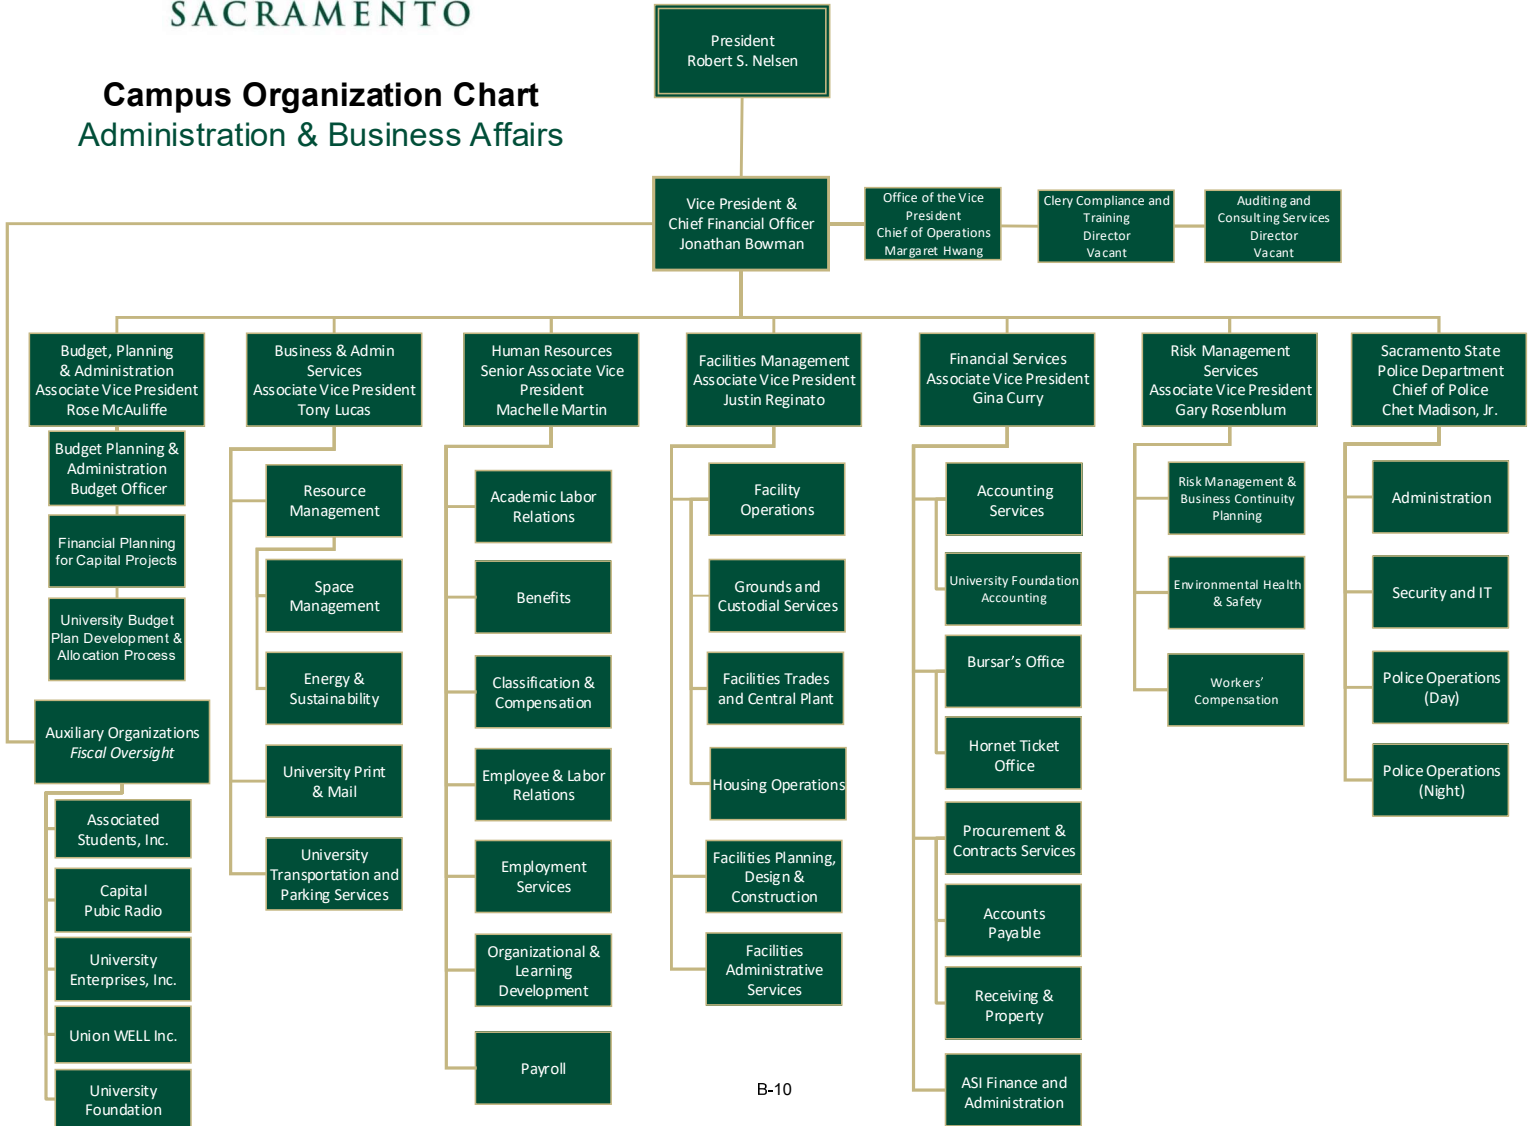 SACRAMENTO
Campus Organization Chart
Administration & Business Affairs
President
Robert S. Nelsen
Vice President &
Chief Financial Officer
Jonathan Bowman
Office of the Vice
President
Chief of Operations
Margaret Hwang
Clery Compliance and
Training
Director
Vacant
Auditing and
Consulting Services
Director
Vacant
Budget, Planning
& Administration
Associate Vice President
Rose McAuliffe
Budget Planning &
Administration
Budget Officer
Financial Planning
for Capital Projects
University Budget
Plan Development &
Allocation Process
Auxiliary Organizations
Fiscal Oversight
Associated
Students, Inc.
Capital
Pubic Radio
University
Enterprises, Inc.
Union WELL Inc.
University
Foundation
Business & Admin
Services
Associate Vice President
Tony Lucas
Resource
Management
Space
Management
Energy &
Sustainability
University Print
& Mail
University
Transportation and
Parking Services
Human Resources
Senior Associate Vice
President
Machelle Martin
Academic Labor
Relations
Benefits
Classification &
Compensation
Employee & Labor
Relations
Employment
Services
Organizational &
Learning
Development
Payroll
Facilities Management
Associate Vice President
Justin Reginato
Facility
Operations
Grounds and
Custodial Services
Facilities Trades
and Central Plant
Housing Operations
Facilities Planning,
Design &
Construction
Facilities
Administrative
Services
Financial Services
Associate Vice President
Gina Curry
Accounting
Services
University Foundation
Accounting
Bursar’s Office
Hornet Ticket
Office
Procurement &
Contracts Services
Accounts
Payable
Receiving &
Property
ASI Finance and
Administration
Risk Management
Services
Associate Vice President
Gary Rosenblum
Risk Management &
Business Continuity
Planning
Environmental Health
& Safety
Workers’
Compensation
Sacramento State
Police Department
Chief of Police
Chet Madison, Jr.
Administration
Security and IT
Police Operations
(Day)
Police Operations
(Night)
B-10